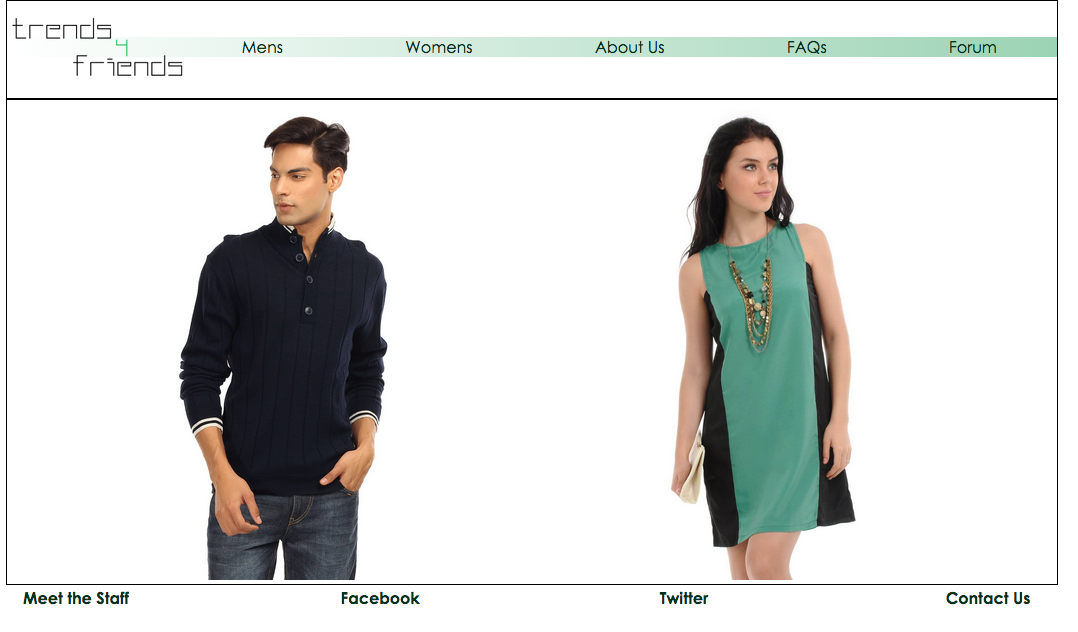 trends
4
friends
Mens Womens About Us FAQs Forum
Meet the Staff Facebook Twitter Contact Us